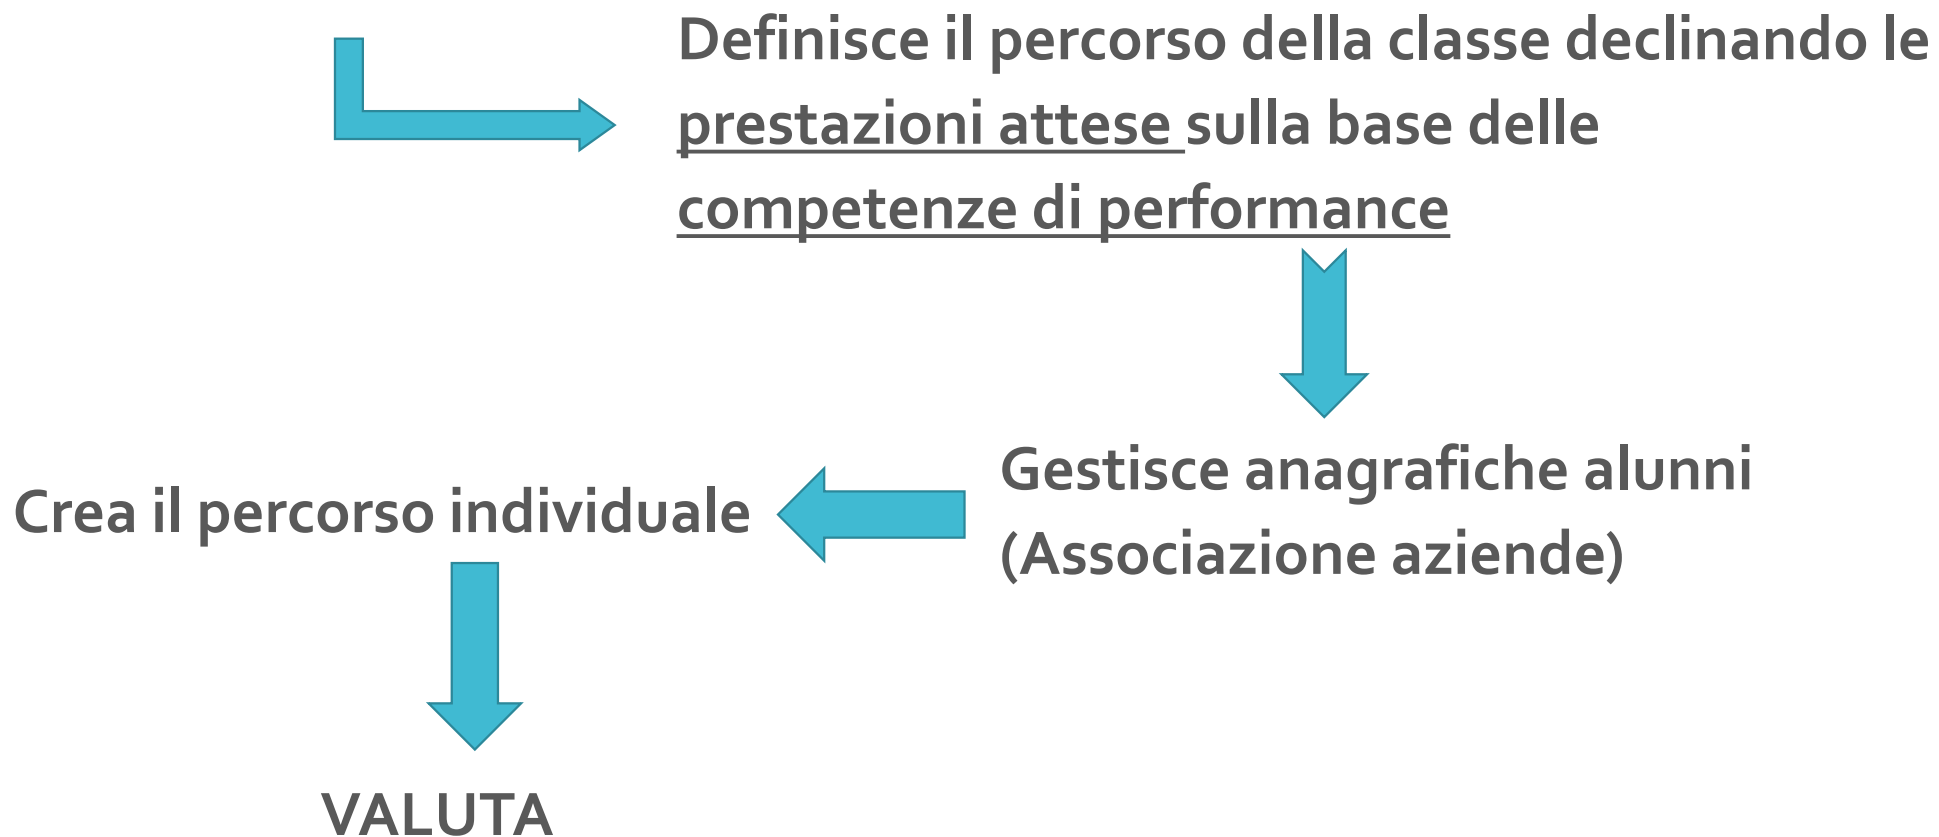 Definisce il percorso della classe declinando le
prestazioni attese sulla base delle
competenze di performance
Gestisce anagrafiche alunni
(Associazione aziende)
Crea il percorso individuale
VALUTA